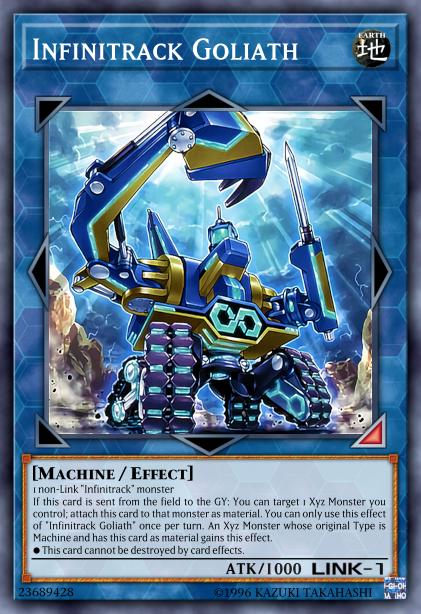 INFINITRACK GOLIATH
EARTH
地
[MACHINE / EFFECT]
1 non-Link "Infinitrack" monster
If this card is sent from the field to the GY: You can target 1 Xyz Monster you
control; attach this card to that monster as material. You can only use this effect
of "Infinitrack Goliath" once per turn. An Xyz Monster whose original Type is
Machine and has this card as material gains this effect.
●This card cannot be destroyed by card effects.
ATK/1000 LINK-1
23689428
©1996 KAZUKI TAKAHASHI